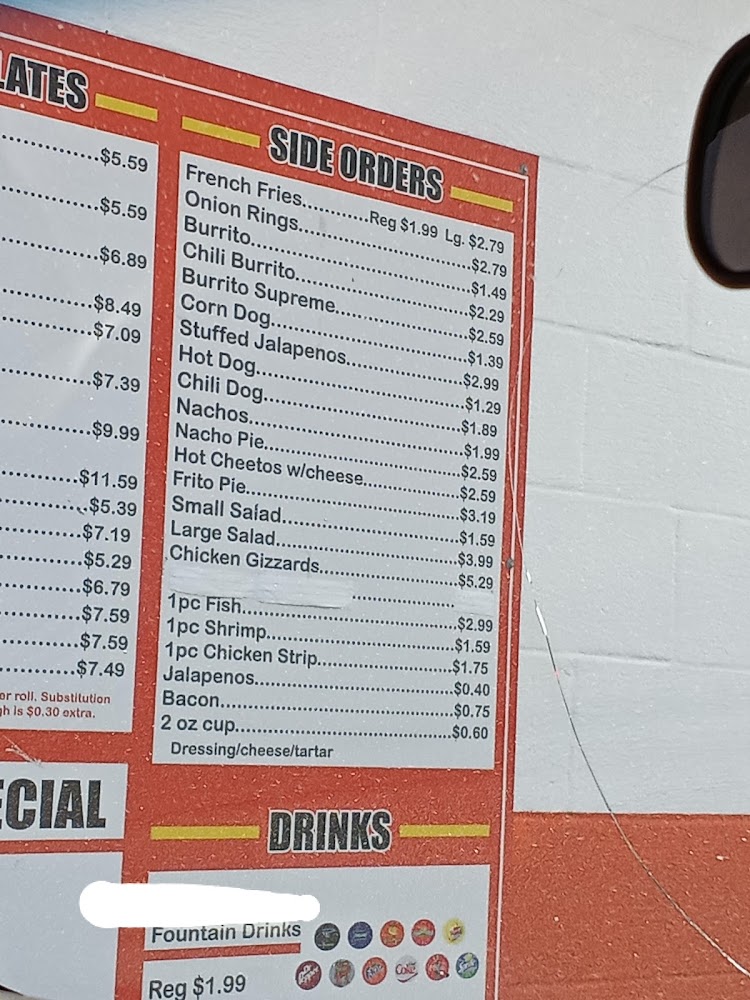 LATES
$5.59
$5.59
$6.89
$8.49
$7.09
$7.39
$9.99
$11.59
$5.39
$7.19
$5.29
$6.79
$7.59
$7.59
$7.49
er roll. Substitution
gh is $0.30 extra.
ECIAL
SIDE ORDERS
French Fries...........Reg $1.99 Lg. $2.79
Onion Rings...........$2.79
Burrito...........$1.49
Chili Burrito...........$2.29
Burrito Supreme...........$2.59
Corn Dog...........$1.39
Stuffed Jalapenos...........$2.99
Hot Dog...........$1.29
Chili Dog...........$1.89
Nachos...........$1.99
Nacho Pie...........$2.59
Hot Cheetos w/cheese...........$2.59
Frito Pie...........$3.19
Small Salad...........$1.59
Large Salad...........$3.99
Chicken Gizzards...........$5.29
1pc Fish...........$2.99
1pc Shrimp...........$1.59
1pc Chicken Strip...........$1.75
Jalapenos...........$0.40
Bacon...........$0.75
2 oz cup...........$0.60
Dressing/cheese/tartar
DRINKS
Fountain Drinks
Reg $1.99